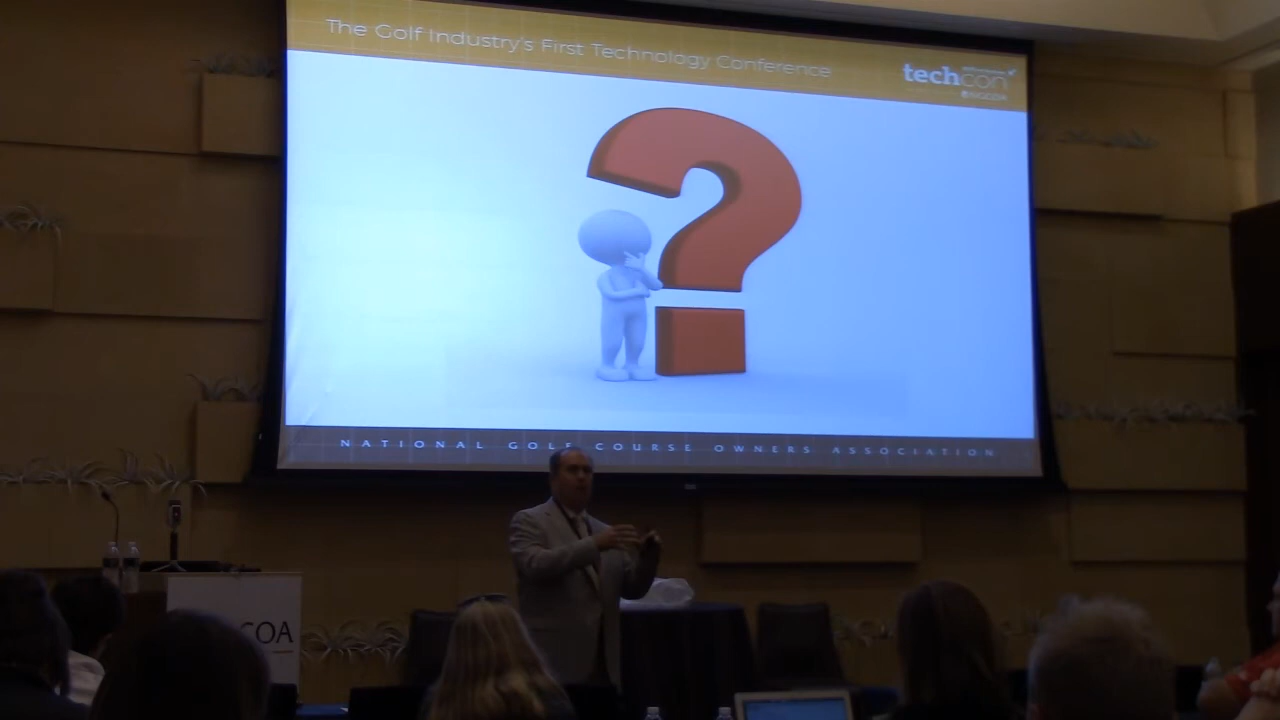 The Golf Industry's First Technology Conference
techcon
NATIONAL GOLF COURSE OWNERS ASSOCIATION
COA